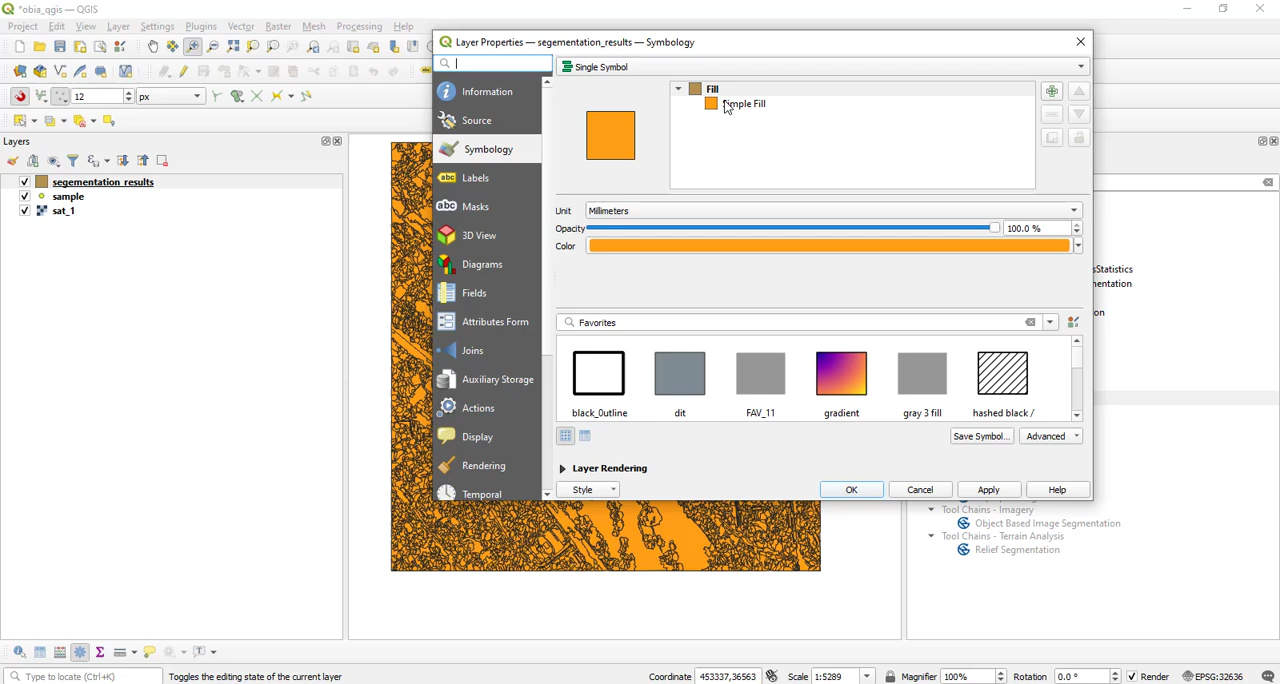 *obia_qgis — QGIS
Project Edit View Layer Settings Plugins Vector Raster Mesh Processing Help
12
px
Layers
segementation_results
sample
sat_1
Layer Properties — segementation_results — Symbology
Information
Source
Symbology
abc Labels
abc Masks
3D View
Diagrams
Fields
Attributes Form
Joins
Auxiliary Storage
Actions
Display
Rendering
Temporal
Single Symbol
Fill
Simple Fill
Unit Millimeters
Opacity 100.0 %
Color
Favorites
black_0utline dit FAV_11 gradient gray 3 fill hashed black /
Save Symbol... Advanced
Layer Rendering
Style OK Cancel Apply Help
sStatistics
nentation
on
Tool Chains - Imagery
Object Based Image Segmentation
Tool Chains - Terrain Analysis
Relief Segmentation
Type to locate (Ctrl+K) Toggles the editing state of the current layer Coordinate 453337,36563 Scale 1:5289 Magnifier 100% Rotation 0.0 ° Render EPSG:32636